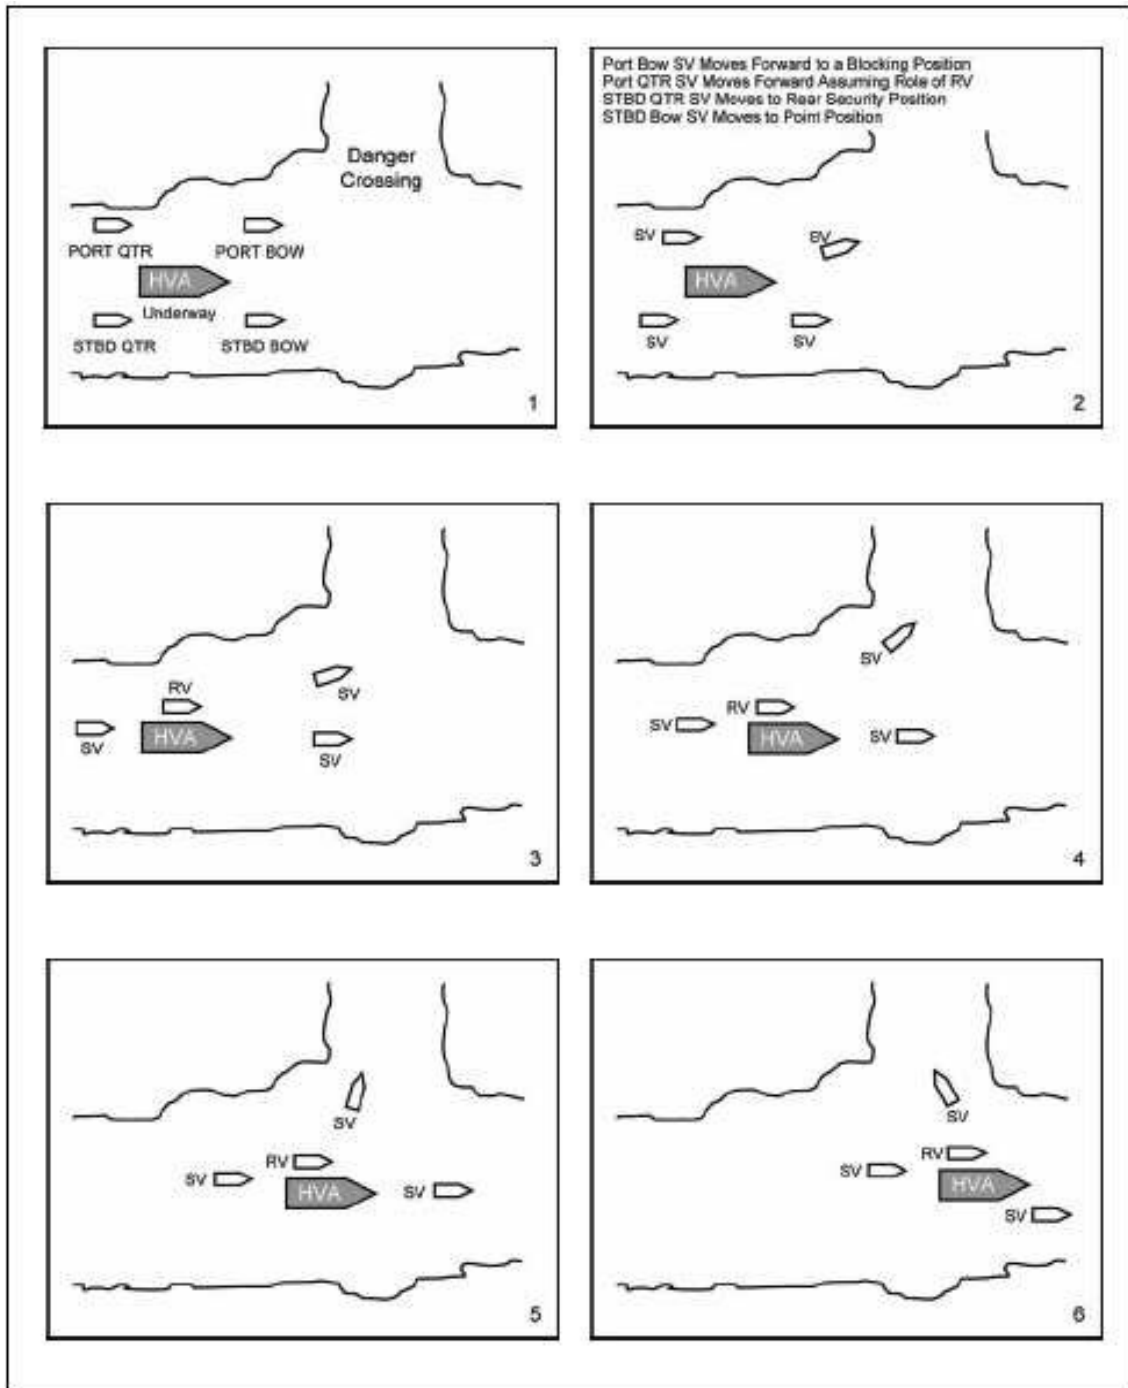 Danger
Crossing
PORT QTR
PORT BOW
HVA
Underway
STBD QTR
STBD BOW
1
Port Bow SV Moves Forward to a Blocking Position
Port QTR SV Moves Forward Assuming Role of RV
STBD QTR SV Moves to Rear Security Position
STBD Bow SV Moves to Point Position
SV
SV
HVA
SV
SV
2
RV
SV
SV
HVA
SV
3
SV
RV
SV
HVA
SV
4
SV
RV
SV
HVA
SV
5
SV
RV
SV
HVA
SV
6